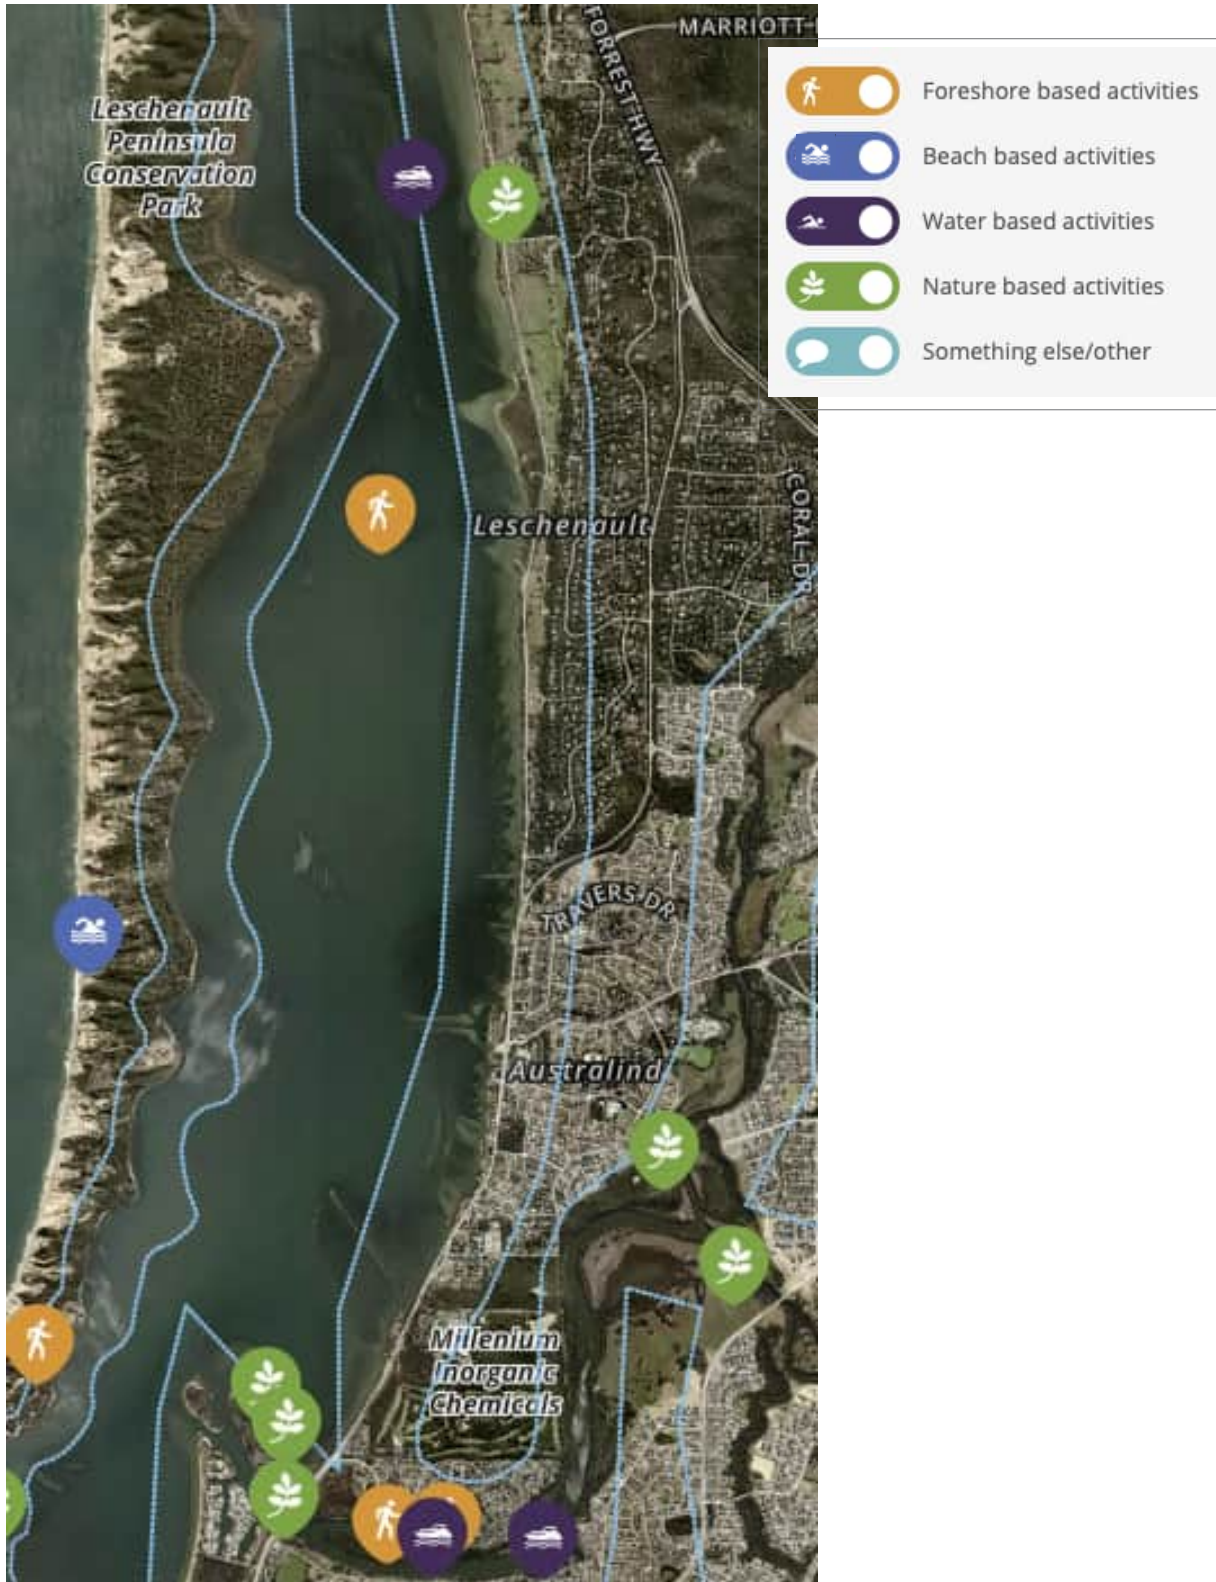 MARRIOTT
FORREST HWY
Leschenault
Peninsula
Conservation
Park
Foreshore based activities
Beach based activities
Water based activities
Nature based activities
Something else/other
Leschenault
CORAL DR
TRAVERS DR
Australind
Millenium
Inorganic
Chemicals